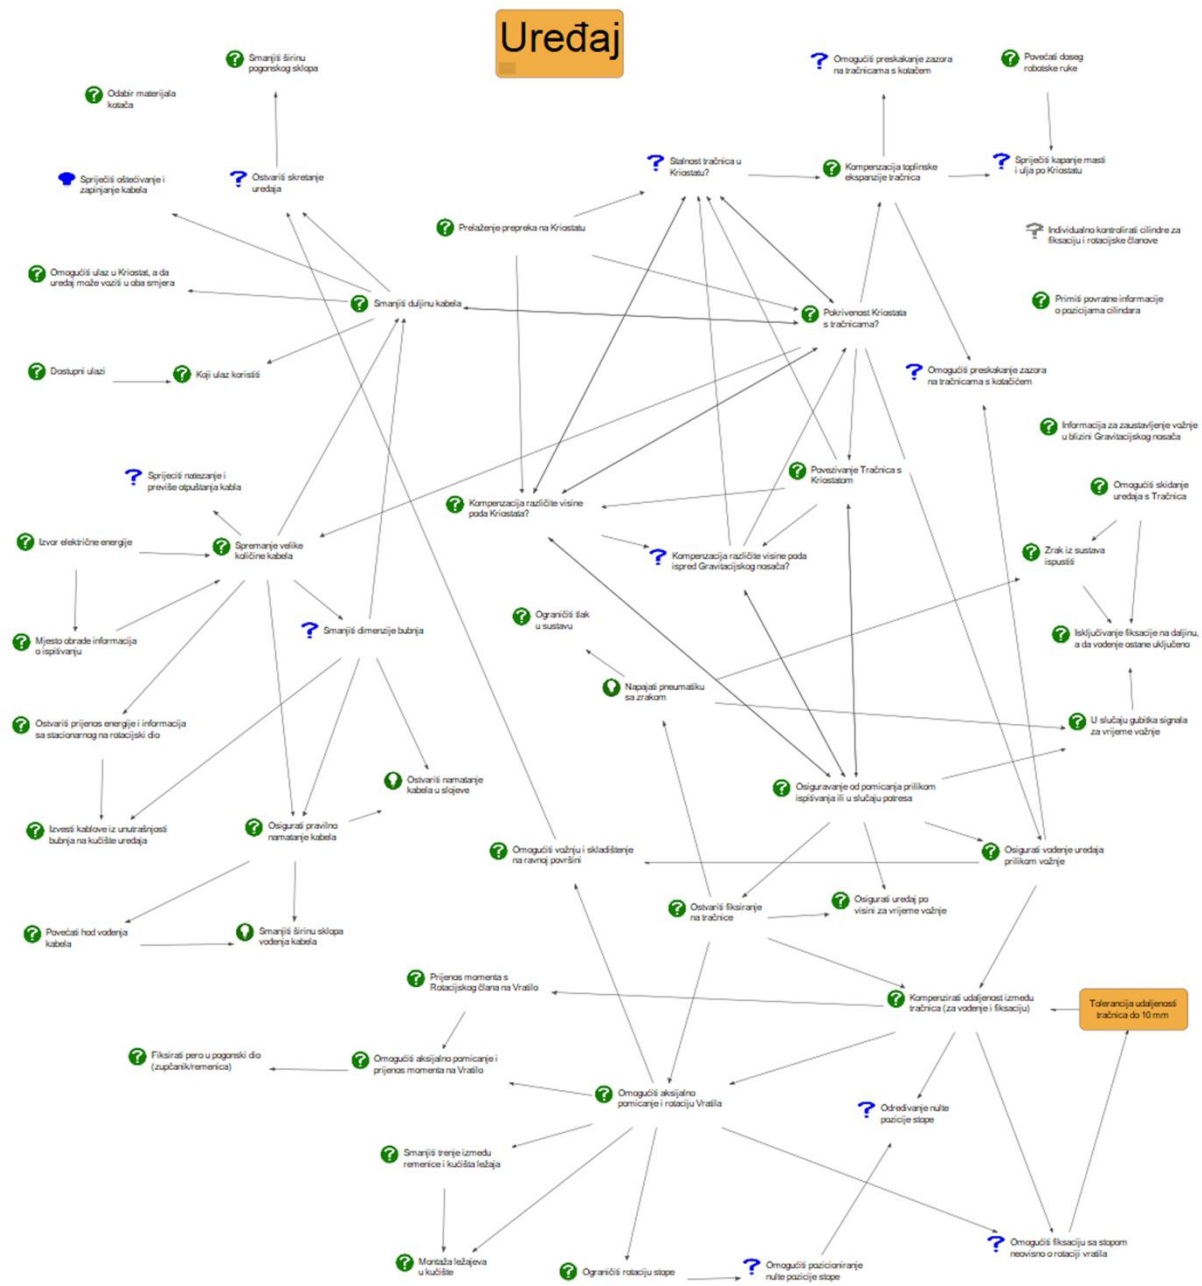 Uređaj
Smanjiti širinu
pogonskog sklopa
Omogućiti preskakanje zazora
na tračnicama s kotačem
Povećati doseg
robotske ruke
Odabir materijala
kotača
Spriječiti oštećivanje i
zapinjanje kabela
Ostvariti skretanje
uređaja
Stalnost tračnica u
Kriostatu?
Kompenzacija toplinske
ekspanzije tračnica
Spriječiti kapanje masti
i ulja po Kriostatu
Prelaženje prepreka na Kriostatu
Individualno kontrolirati cilindre za
fiksaciju i rotacijske članove
Omogućiti ulaz u Kriostat, a da
uređaj može voziti u oba smjera
Smanjiti duljinu kabela
Pokrivenost Kriostata
s tračnicama?
Primiti povratne informacije
o pozicijama cilindara
Dostupni ulazi
Koji ulaz koristiti
Omogućiti preskakanje zazora
na tračnicama s kotačićem
Informacija za zaustavljenje vožnje
u blizini Gravitacijskog nosača
Spriječiti natezanje i
previše otpuštanja kabla
Povezivanje Tračnica s
Kriostatom
Omogućiti skidanje
uređaja s Tračnica
Kompenzacija različite visine
poda Kriostata?
Izvor električne energije
Spremanje velike
količine kabela
Kompenzacija različite visine poda
ispred Gravitacijskog nosača?
Zrak iz sustava
ispustiti
Ograničiti tlak
u sustavu
Mjesto obrade informacija
o ispitivanju
Smanjiti dimenzije bubnja
Isključivanje fiksacije na daljinu,
a da vođenje ostane uključeno
Napajati pneumatiku
sa zrakom
Ostvariti prijenos energije i informacija
sa stacionarnog na rotacijski dio
U slučaju gubitka signala
za vrijeme vožnje
Ostvariti namatanje
kabela u slojeve
Osiguravanje od pomicanja prilikom
ispitivanja ili u slučaju potresa
Izvesti kablove iz unutrašnjosti
bubnja na kućište uređaja
Osigurati pravilno
namatanje kabela
Omogućiti vožnju i skladištenje
na ravnoj površini
Osigurati vođenje uređaja
prilikom vožnje
Ostvariti fiksiranje
na tračnice
Osigurati uređaj po
visini za vrijeme vožnje
Povećati hod vođenja
kabela
Smanjiti širinu sklopa
vođenja kabela
Prijenos momenta s
Rotacijskog člana na Vratilo
Kompenzirati udaljenost između
tračnica (za vođenje i fiksaciju)
Tolerancija udaljenosti
tračnica do 10 mm
Fiksirati pero u pogonski dio
(zupčanik/remenica)
Omogućiti aksijalno pomicanje i
prijenos momenta na Vratilo
Omogućiti aksijalno
pomicanje i rotaciju Vratila
Određivanje nulte
pozicije stope
Smanjiti trenje između
remenice i kućišta ležaja
Omogućiti fiksaciju sa stopom
neovisno o rotaciji vratila
Montaža ležajeva
u kućište
Ograničiti rotaciju stope
Omogućiti pozicioniranje
nulte pozicije stope